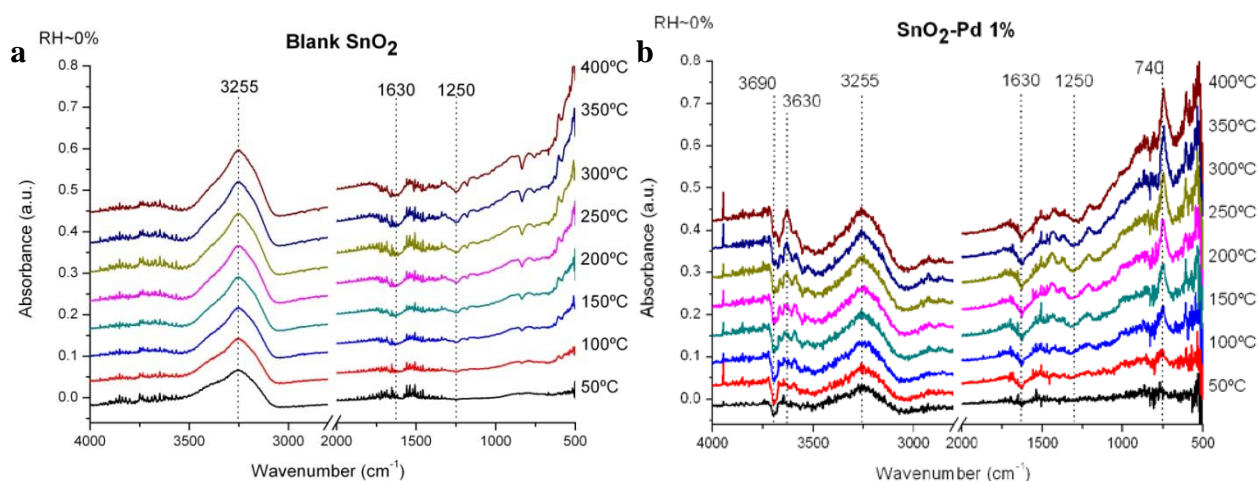 a
RH~0%
Blank SnO₂
Absorbance (a.u.)
0.8
0.7
0.6
0.5
0.4
0.3
0.2
0.1
0.0
3255
1630
1250
400ºC
350ºC
300ºC
250ºC
200ºC
150ºC
100ºC
50ºC
4000 3500 3000 2000 1500 1000 500
Wavenumber (cm⁻¹)
b
RH~0%
SnO₂-Pd 1%
Absorbance (a.u.)
0.8
0.7
0.6
0.5
0.4
0.3
0.2
0.1
0.0
3690
3630
3255
1630
1250
740
400ºC
350ºC
300ºC
250ºC
200ºC
150ºC
100ºC
50ºC
4000 3500 3000 2000 1500 1000 500
Wavenumber (cm⁻¹)